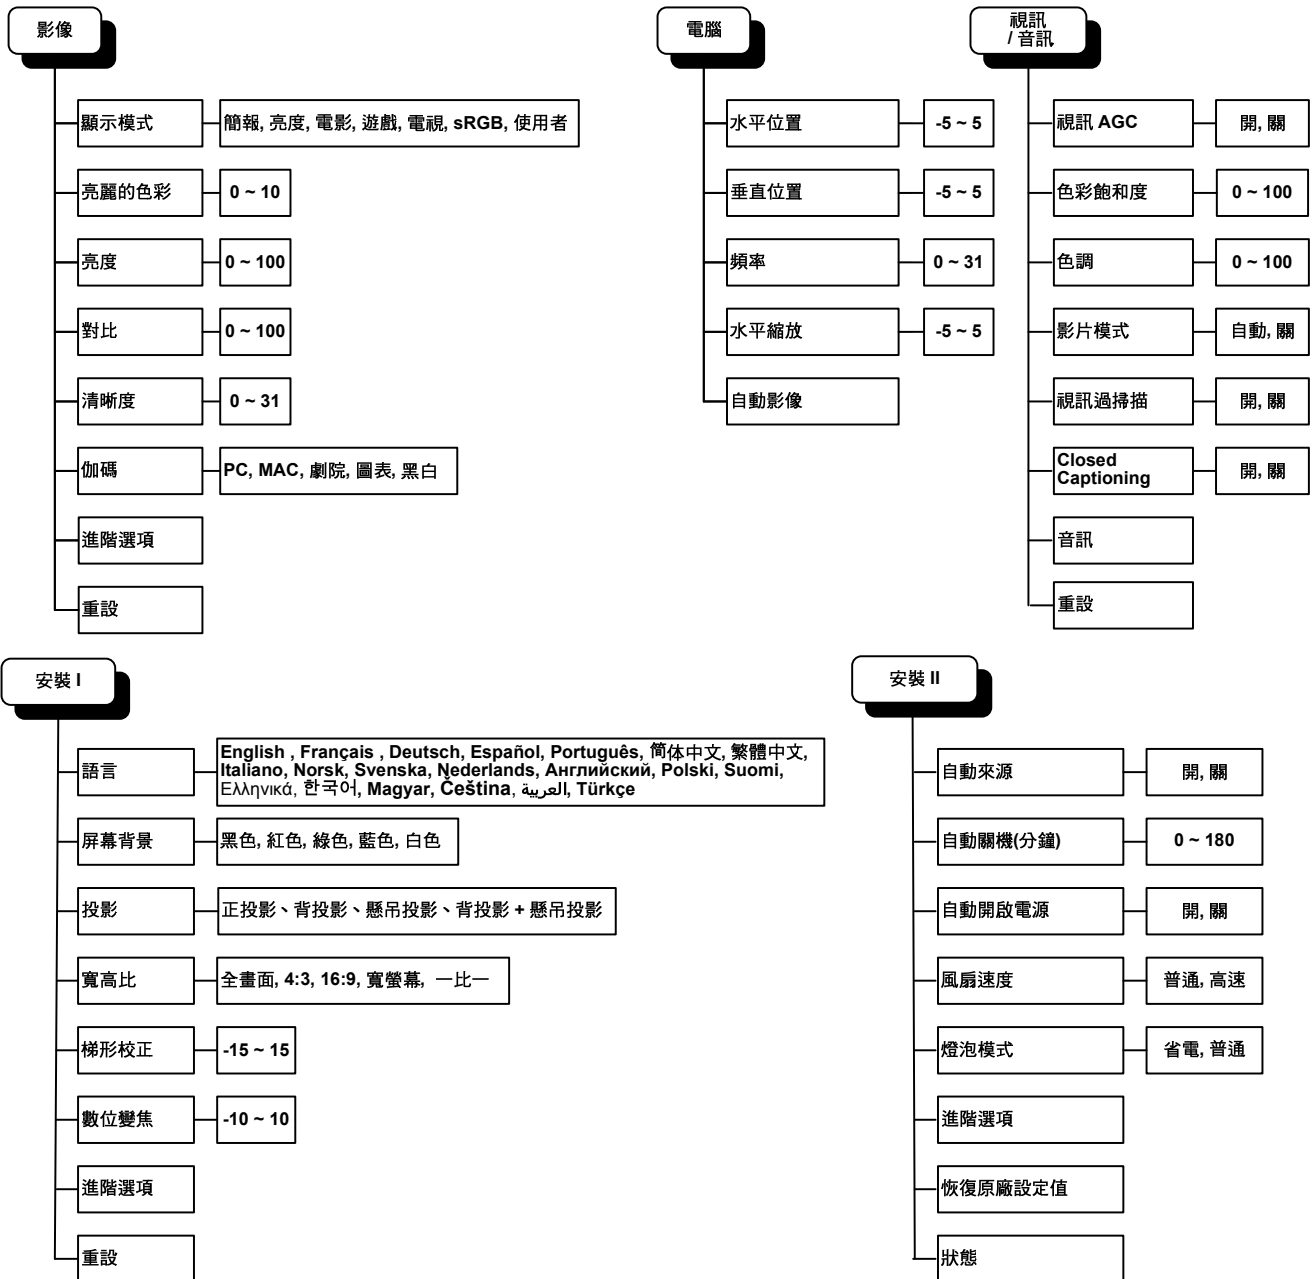 影像
顯示模式
簡報, 亮度, 電影, 遊戲, 電視, sRGB, 使用者
亮麗的色彩
0 ~ 10
亮度
0 ~ 100
對比
0 ~ 100
清晰度
0 ~ 31
伽碼
PC, MAC, 劇院, 圖表, 黑白
進階選項
重設
電腦
水平位置
-5 ~ 5
垂直位置
-5 ~ 5
頻率
0 ~ 31
水平縮放
-5 ~ 5
自動影像
視訊
/ 音訊
視訊 AGC
開, 關
色彩飽和度
0 ~ 100
色調
0 ~ 100
影片模式
自動, 關
視訊過掃描
開, 關
Closed
Captioning
開, 關
音訊
重設
安裝 I
語言
English , Français , Deutsch, Español, Português, 简体中文, 繁體中文,
Italiano, Norsk, Svenska, Nederlands, Английский, Polski, Suomi,
Ελληνικά, 한국어, Magyar, Čeština, العربية, Türkçe
屏幕背景
黑色, 紅色, 綠色, 藍色, 白色
投影
正投影、背投影、懸吊投影、背投影 + 懸吊投影
寬高比
全畫面, 4:3, 16:9, 寬螢幕, 一比一
梯形校正
-15 ~ 15
數位變焦
-10 ~ 10
進階選項
重設
安裝 II
自動來源
開, 關
自動關機(分鐘)
0 ~ 180
自動開啟電源
開, 關
風扇速度
普通, 高速
燈泡模式
省電, 普通
進階選項
恢復原廠設定值
狀態